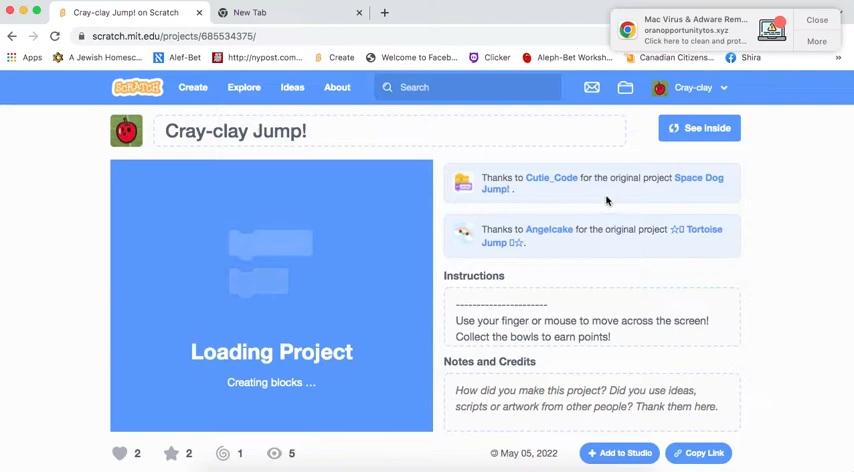 Cray-clay Jump! on Scratch
New Tab
scratch.mit.edu/projects/685534375/
Mac Virus & Adware Rem...
oranopportunitytos.xyz
Click here to clean and prot...
Close
More
Apps
A Jewish Homesc...
Alef-Bet
http://nypost.com...
Create
Welcome to Faceb...
Clicker
Aleph-Bet Worksh...
Canadian Citizens...
Shira
SCRATCH
Create
Explore
Ideas
About
Search
Cray-clay
Cray-clay Jump!
See inside
Thanks to Cutie_Code for the original project Space Dog
Jump! .
Thanks to Angelcake for the original project ☆ Tortoise
Jump ☆.
Loading Project
Creating blocks …
Instructions
----------------------
Use your finger or mouse to move across the screen!
Collect the bowls to earn points!
Notes and Credits
How did you make this project? Did you use ideas,
scripts or artwork from other people? Thank them here.
2
2
1
5
© May 05, 2022
Add to Studio
Copy Link